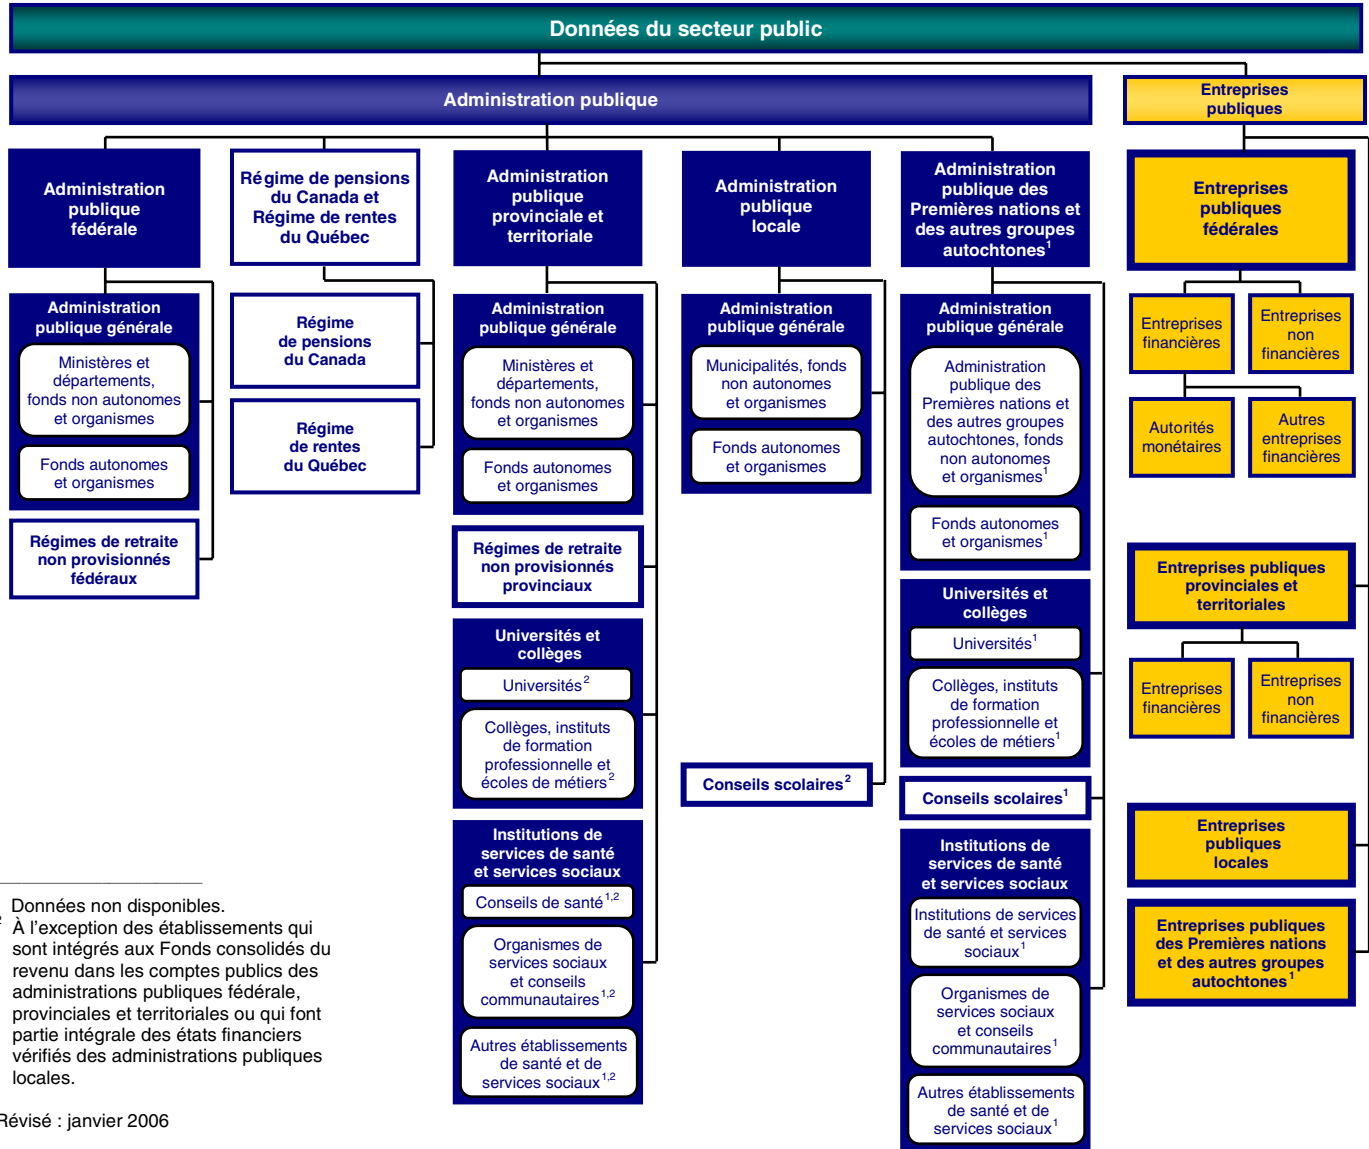 Données du secteur public
Administration publique
Entreprises
publiques
Administration
publique
fédérale
Régime de pensions
du Canada et
Régime de rentes
du Québec
Administration
publique
provinciale et
territoriale
Administration
publique
locale
Administration
publique des
Premières nations et
des autres groupes
autochtones¹
Entreprises
publiques
fédérales
Administration
publique générale
Ministères et
départements,
fonds non autonomes
et organismes
Fonds autonomes
et organismes
Régimes de retraite
non provisionnés
fédéraux
Régime
de pensions
du Canada
Régime
de rentes
du Québec
Administration
publique générale
Ministères et
départements,
fonds non autonomes
et organismes
Fonds autonomes
et organismes
Régimes de retraite
non provisionnés
provinciaux
Universités et
collèges
Universités²
Collèges, instituts
de formation
professionnelle et
écoles de métiers²
Institutions de
services de santé
et services sociaux
Conseils de santé¹,²
Organismes de
services sociaux
et conseils
communautaires¹,²
Autres établissements
de santé et de
services sociaux¹,²
Administration
publique générale
Municipalités, fonds
non autonomes
et organismes
Fonds autonomes
et organismes
Conseils scolaires²
Administration
publique générale
Administration
publique des
Premières nations et
des autres groupes
autochtones, fonds
non autonomes
et organismes¹
Fonds autonomes
et organismes¹
Universités et
collèges
Universités¹
Collèges, instituts
de formation
professionnelle et
écoles de métiers¹
Conseils scolaires¹
Institutions de
services de santé
et services sociaux
Institutions de services
de santé et services
sociaux¹
Organismes de
services sociaux
et conseils
communautaires¹
Autres établissements
de santé et de
services sociaux¹
Entreprises
financières
Entreprises
non
financières
Autorités
monétaires
Autres
entreprises
financières
Entreprises publiques
provinciales et
territoriales
Entreprises
financières
Entreprises
non
financières
Entreprises
publiques
locales
Entreprises publiques
des Premières nations
et des autres groupes
autochtones¹
Données non disponibles.
² À l'exception des établissements qui
sont intégrés aux Fonds consolidés du
revenu dans les comptes publics des
administrations publiques fédérale,
provinciales et territoriales ou qui font
partie intégrale des états financiers
vérifiés des administrations publiques
locales.
Révisé : janvier 2006